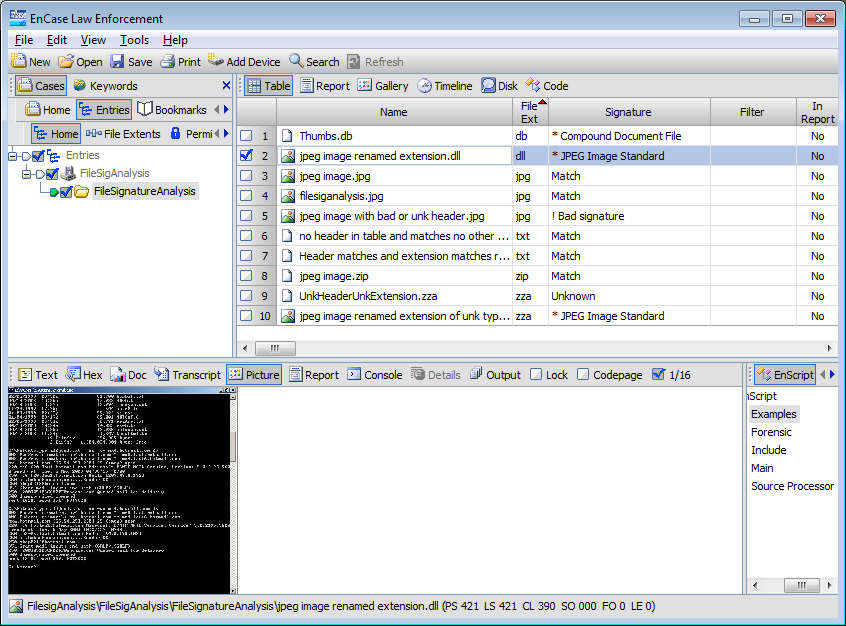 EnCase Law Enforcement
File Edit View Tools Help
New Open Save Print Add Device Search Refresh
Cases Keywords
Table Report Gallery Timeline Disk Code
Home Entries Bookmarks
Home File Extents Permi
Entries
FileSigAnalysis
FileSignatureAnalysis
Name File Ext Signature Filter In Report
1 Thumbs.db db * Compound Document File No
2 jpeg image renamed extension.dll dll * JPEG Image Standard No
3 jpeg image.jpg jpg Match No
4 filesiganalysis.jpg jpg Match No
5 jpeg image with bad or unk header.jpg jpg ! Bad signature No
6 no header in table and matches no other ... txt Match No
7 Header matches and extension matches r... txt Match No
8 jpeg image.zip zip Match No
9 UnkHeaderUnkExtension.zza zza Unknown No
10 jpeg image renamed extension of unk typ... zza * JPEG Image Standard No
Text Hex Doc Transcript Picture Report Console Details Output Lock Codepage 1/16
EnScript
nScript
Examples
Forensic
Include
Main
Source Processor
FilesigAnalysis\FileSigAnalysis\FileSignatureAnalysis\jpeg image renamed extension.dll (PS 421 LS 421 CL 390 SO 000 FO 0 LE 0)